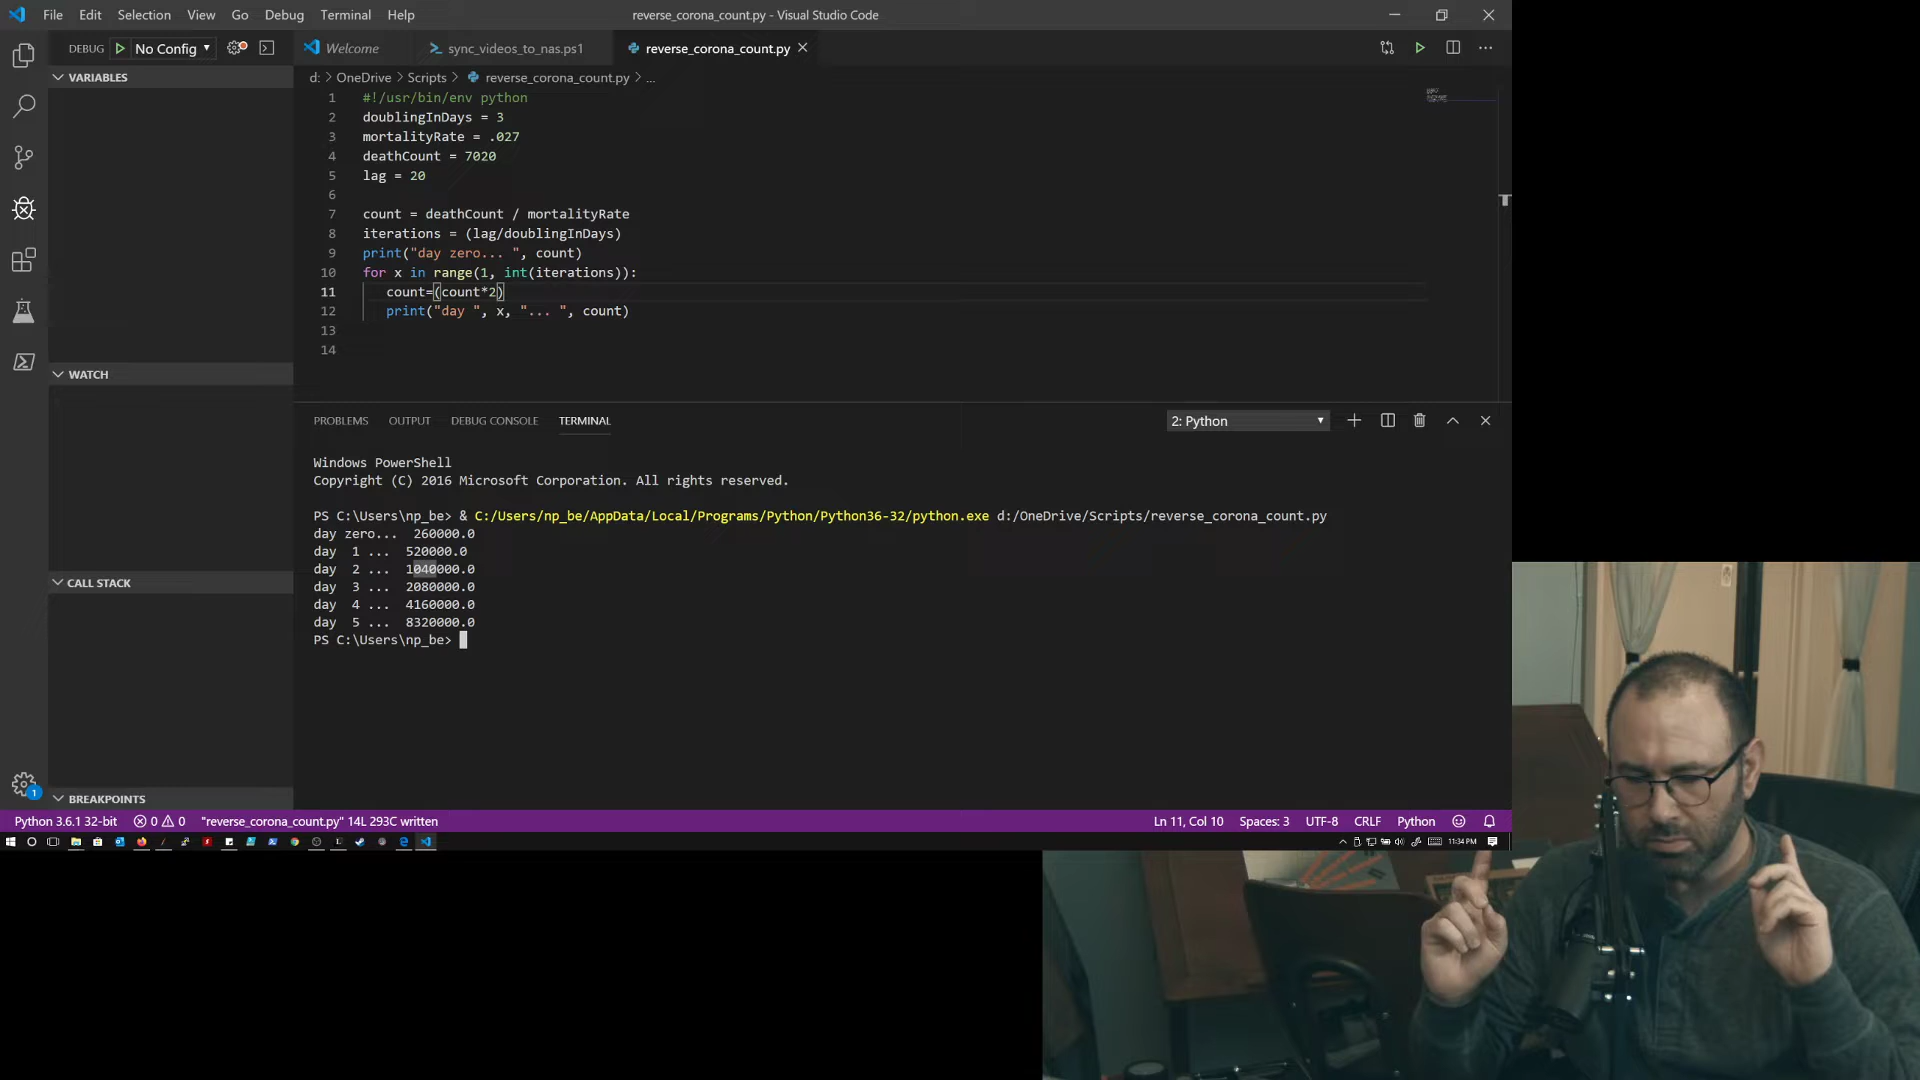 File Edit Selection View Go Debug Terminal Help
reverse_corona_count.py - Visual Studio Code
DEBUG No Config
Welcome
sync_videos_to_nas.ps1
reverse_corona_count.py
VARIABLES
d: > OneDrive > Scripts > reverse_corona_count.py > ...
1 #!/usr/bin/env python
2 doublingInDays = 3
3 mortalityRate = .027
4 deathCount = 7020
5 lag = 20
6
7 count = deathCount / mortalityRate
8 iterations = (lag/doublingInDays)
9 print("day zero... ", count)
10 for x in range(1, int(iterations)):
11 count=(count*2)
12 print("day ", x, "... ", count)
13
14
WATCH
CALL STACK
BREAKPOINTS
PROBLEMS OUTPUT DEBUG CONSOLE TERMINAL
2: Python
Windows PowerShell
Copyright (C) 2016 Microsoft Corporation. All rights reserved.
PS C:\Users\np_be> & C:/Users/np_be/AppData/Local/Programs/Python/Python36-32/python.exe d:/OneDrive/Scripts/reverse_corona_count.py
day zero... 260000.0
day 1 ... 520000.0
day 2 ... 1040000.0
day 3 ... 2080000.0
day 4 ... 4160000.0
day 5 ... 8320000.0
PS C:\Users\np_be>
1
Python 3.6.1 32-bit 0 0 "reverse_corona_count.py" 14L 293C written
Ln 11, Col 10 Spaces: 3 UTF-8 CRLF Python
11:34 PM